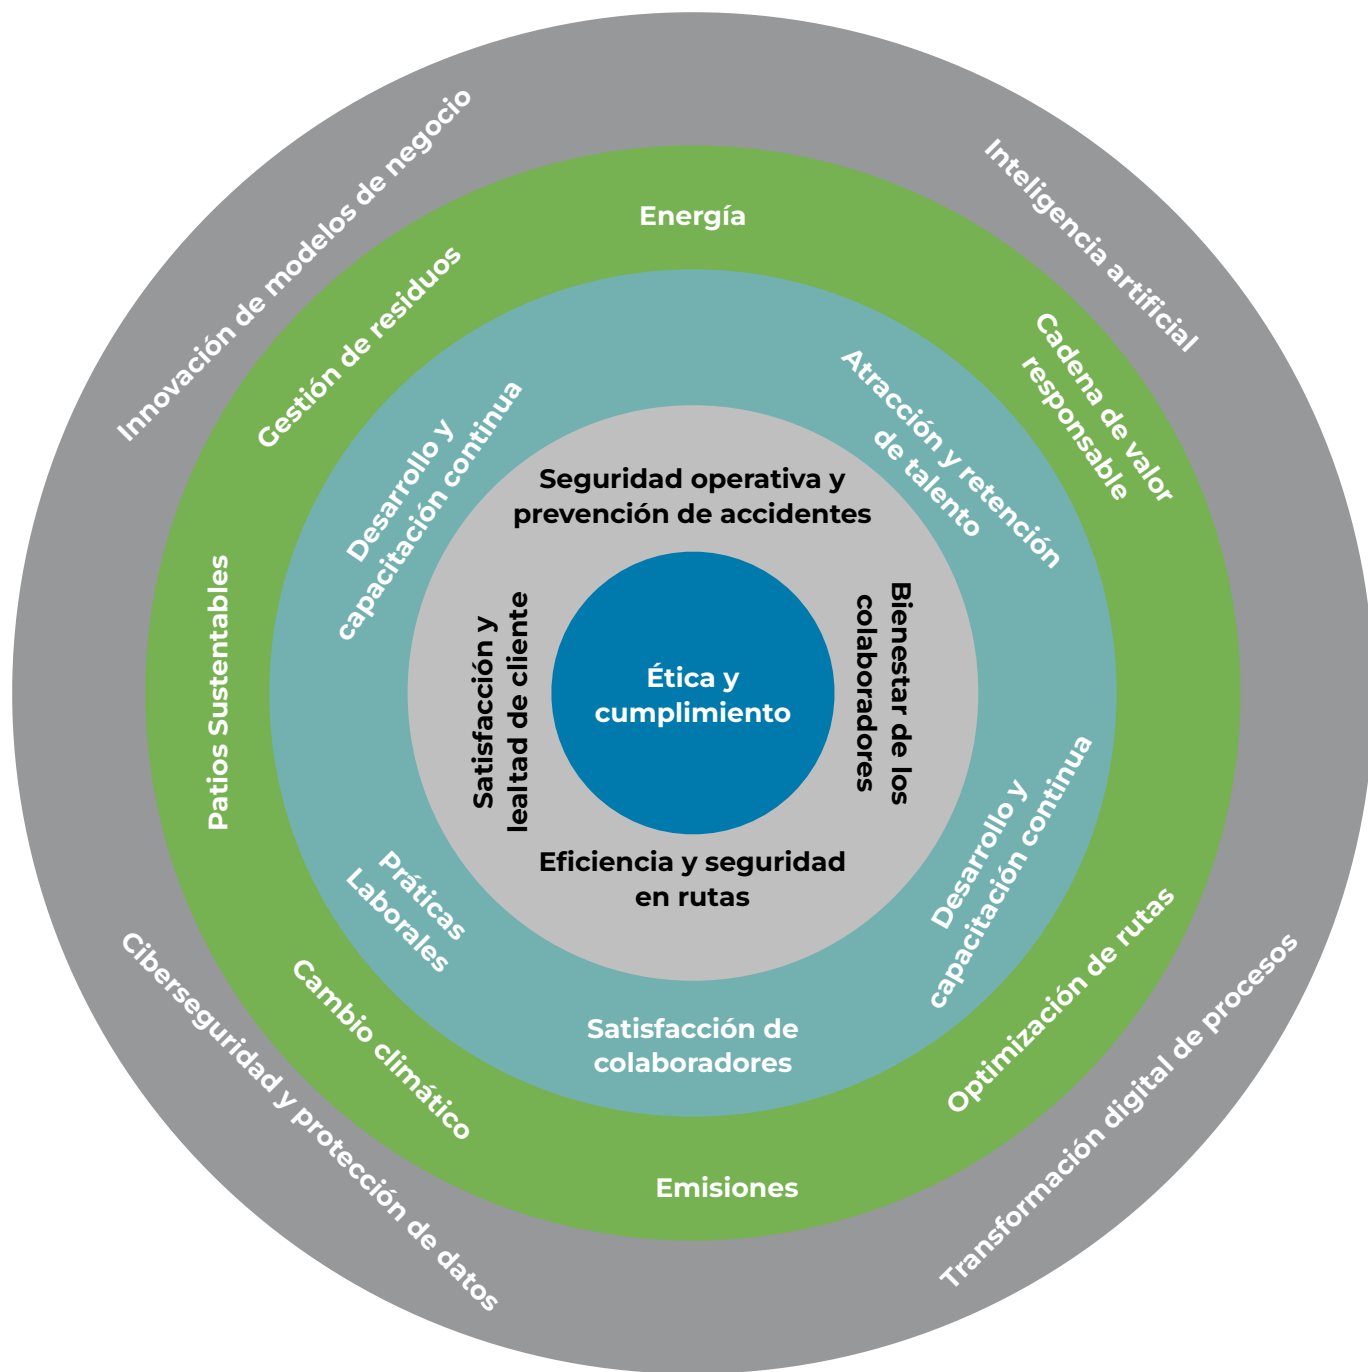 Innovación de modelos de negocio
Inteligencia artificial
Energía
Gestión de residuos
Cadena de valor
responsable
Atracción y retención
de talento
Desarrollo y
capacitación continua
Seguridad operativa y
prevención de accidentes
Patios Sustentables
Satisfacción y
lealtad de cliente
Ética y
cumplimiento
Bienestar de los
colaboradores
Eficiencia y seguridad
en rutas
Desarrollo y
capacitación continua
Práticas
Laborales
Satisfacción de
colaboradores
Cambio climático
Optimización de rutas
Emisiones
Ciberseguridad y protección de datos
Transformación digital de procesos